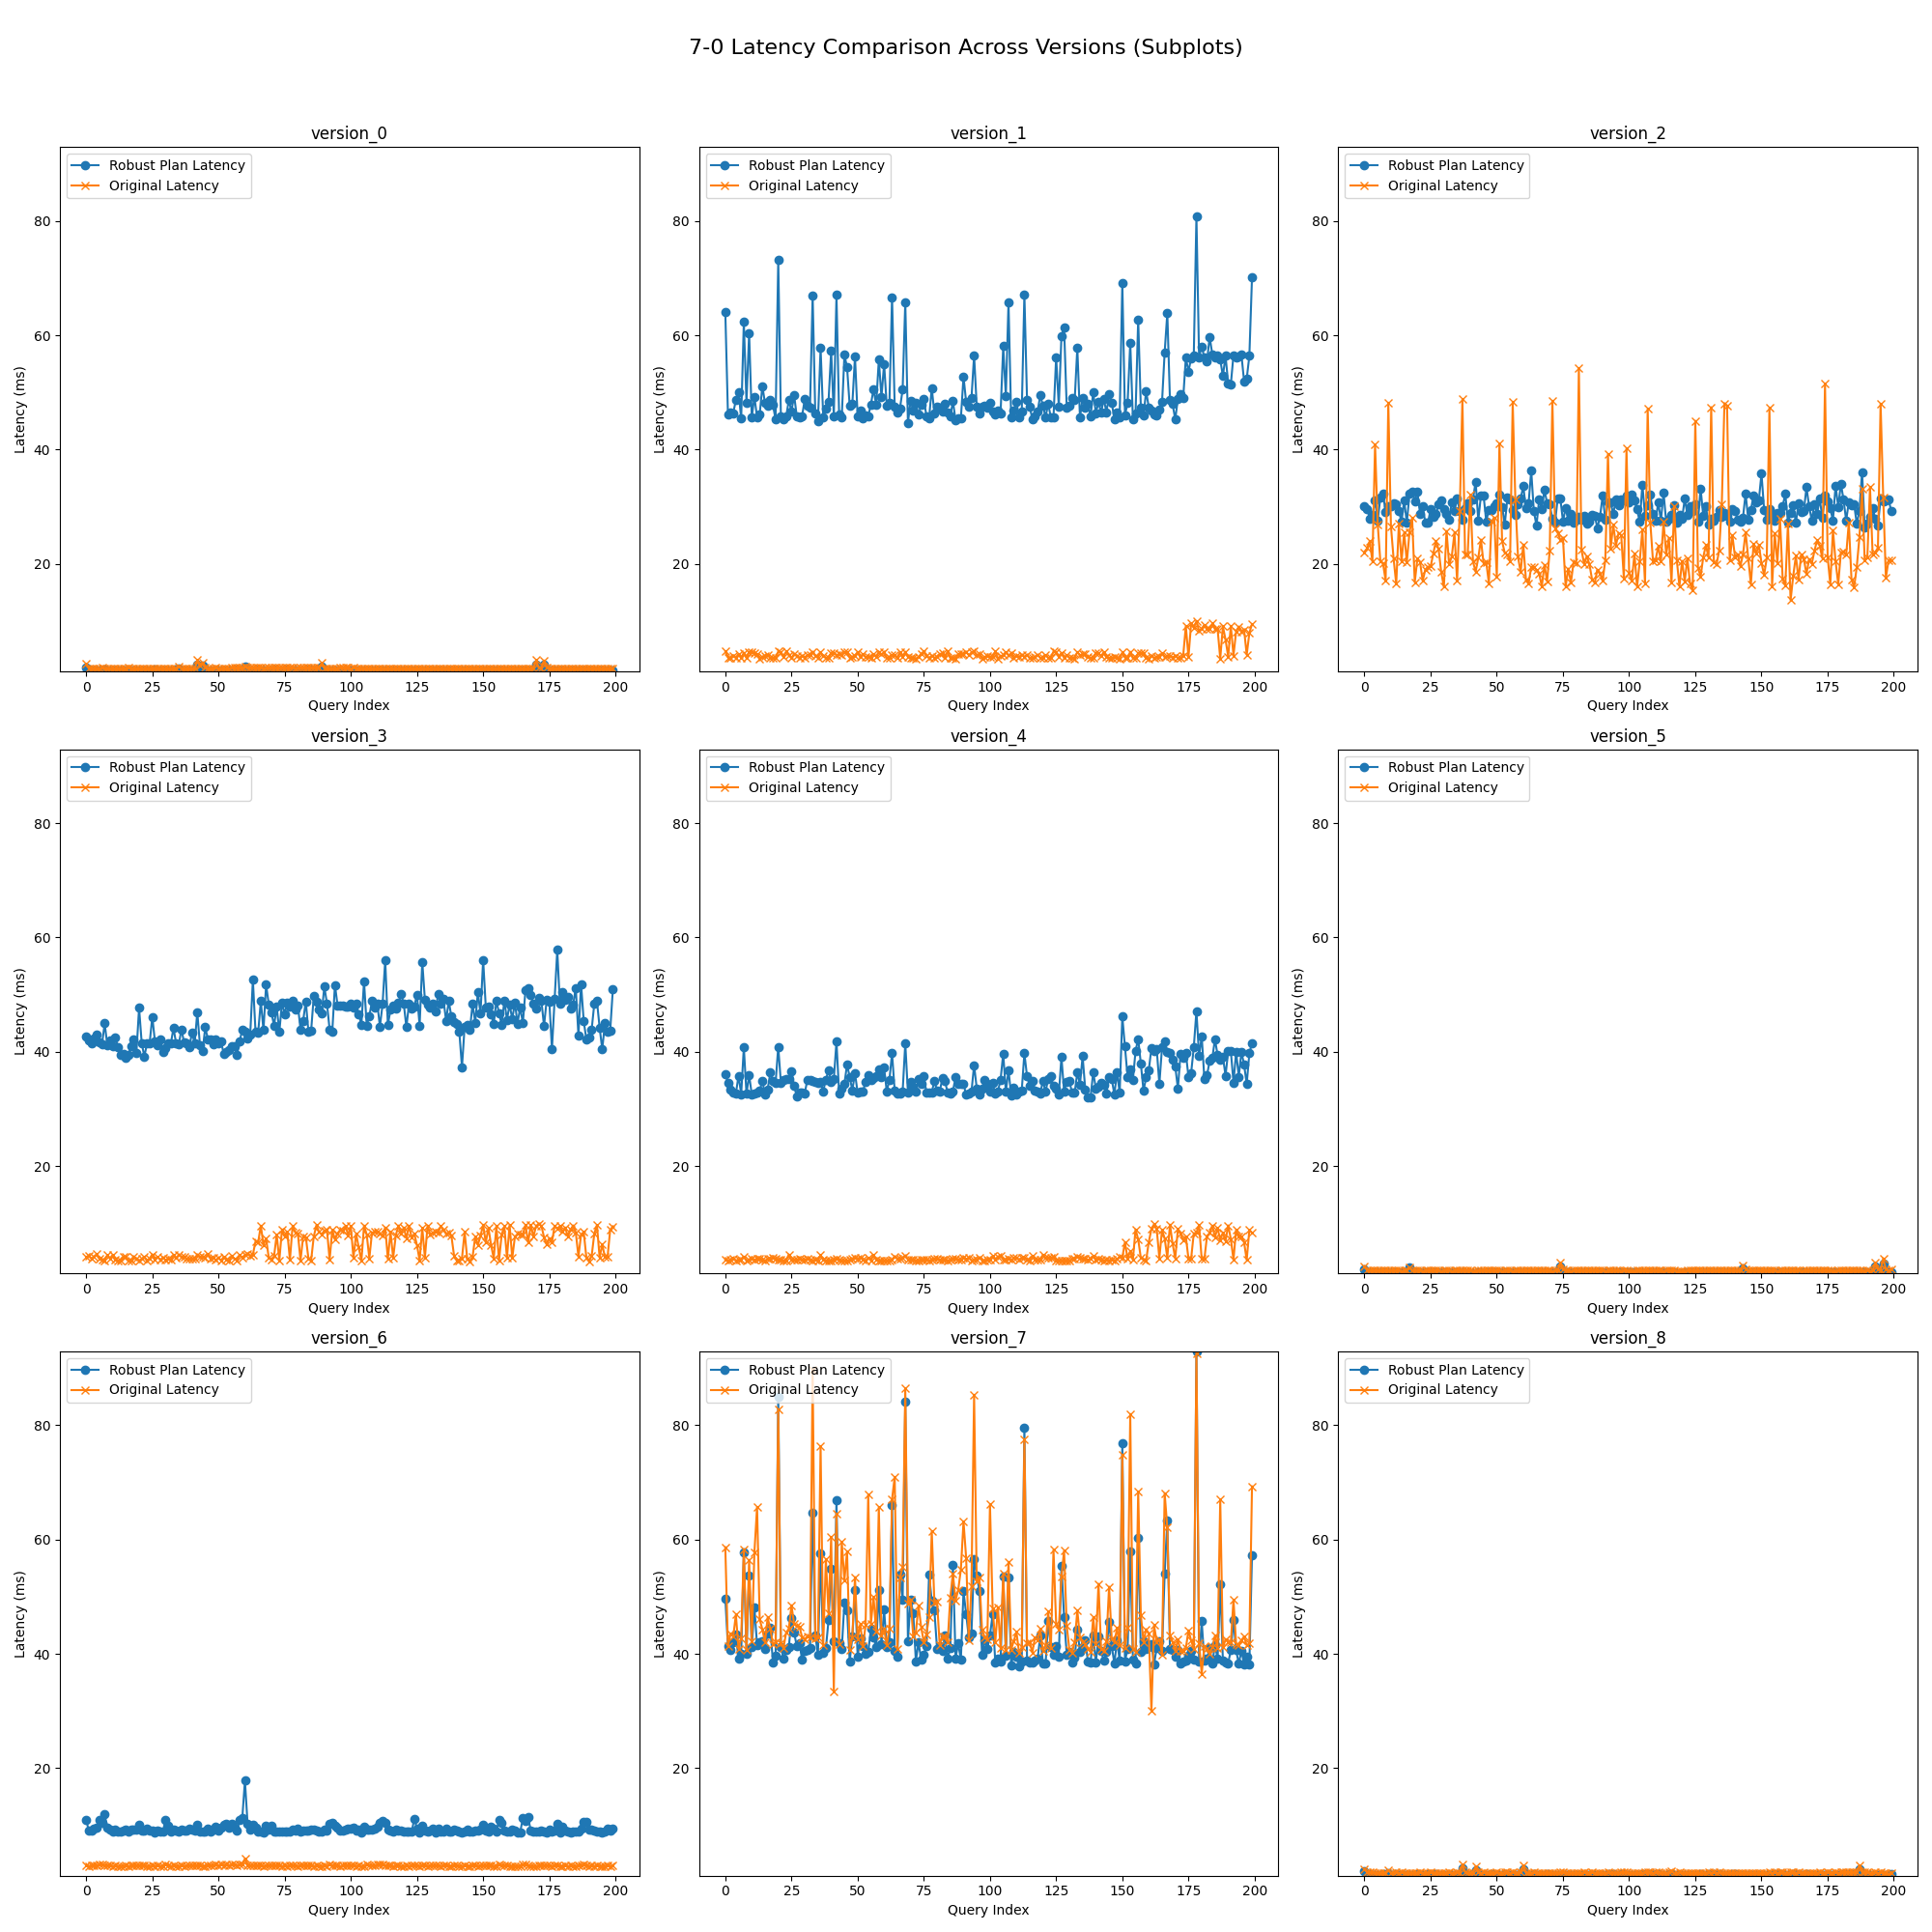 7-0 Latency Comparison Across Versions (Subplots)
version_0
Robust Plan Latency
Original Latency
Latency (ms)
80
60
40
20
0 25 50 75 100 125 150 175 200
Query Index
version_1
Robust Plan Latency
Original Latency
Latency (ms)
80
60
40
20
0 25 50 75 100 125 150 175 200
Query Index
version_2
Robust Plan Latency
Original Latency
Latency (ms)
80
60
40
20
0 25 50 75 100 125 150 175 200
Query Index
version_3
Robust Plan Latency
Original Latency
Latency (ms)
80
60
40
20
0 25 50 75 100 125 150 175 200
Query Index
version_4
Robust Plan Latency
Original Latency
Latency (ms)
80
60
40
20
0 25 50 75 100 125 150 175 200
Query Index
version_5
Robust Plan Latency
Original Latency
Latency (ms)
80
60
40
20
0 25 50 75 100 125 150 175 200
Query Index
version_6
Robust Plan Latency
Original Latency
Latency (ms)
80
60
40
20
0 25 50 75 100 125 150 175 200
Query Index
version_7
Robust Plan Latency
Original Latency
Latency (ms)
80
60
40
20
0 25 50 75 100 125 150 175 200
Query Index
version_8
Robust Plan Latency
Original Latency
Latency (ms)
80
60
40
20
0 25 50 75 100 125 150 175 200
Query Index